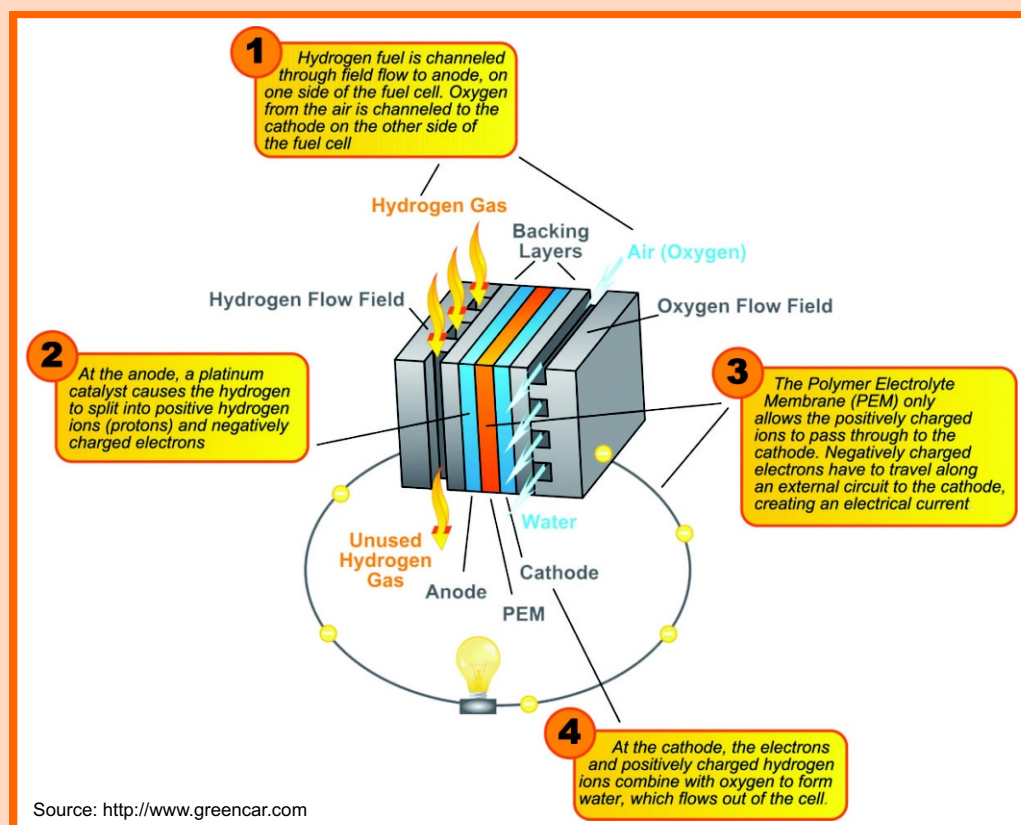 1
Hydrogen fuel is channeled
through field flow to anode, on
one side of the fuel cell. Oxygen
from the air is channeled to the
cathode on the other side of
the fuel cell
Hydrogen Gas
Backing
Layers
Air (Oxygen)
Hydrogen Flow Field
Oxygen Flow Field
2
At the anode, a platinum
catalyst causes the hydrogen
to split into positive hydrogen
ions (protons) and negatively
charged electrons
3
The Polymer Electrolyte
Membrane (PEM) only
allows the positively charged
ions to pass through to the
cathode. Negatively charged
electrons have to travel along
an external circuit to the cathode,
creating an electrical current
Water
Unused
Hydrogen
Gas
Anode
Cathode
PEM
4
At the cathode, the electrons
and positively charged hydrogen
ions combine with oxygen to form
water, which flows out of the cell.
Source: http://www.greencar.com